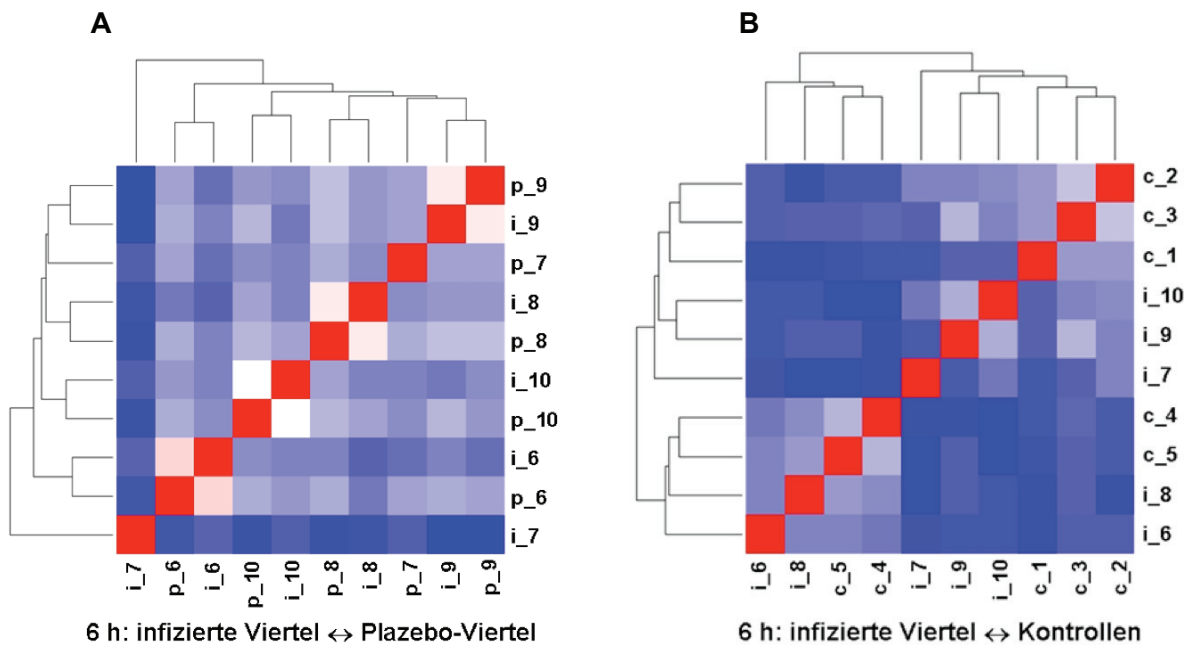 A
p_9
i_9
p_7
i_8
p_8
i_10
p_10
i_6
p_6
i_7
i_7 p_6 i_6 p_10 i_10 p_8 i_8 p_7 i_9 p_9
6 h: infizierte Viertel ↔ Plazebo-Viertel
B
c_2
c_3
c_1
i_10
i_9
i_7
c_4
c_5
i_8
i_6
i_6 i_8 c_5 c_4 i_7 i_9 i_10 c_1 c_3 c_2
6 h: infizierte Viertel ↔ Kontrollen